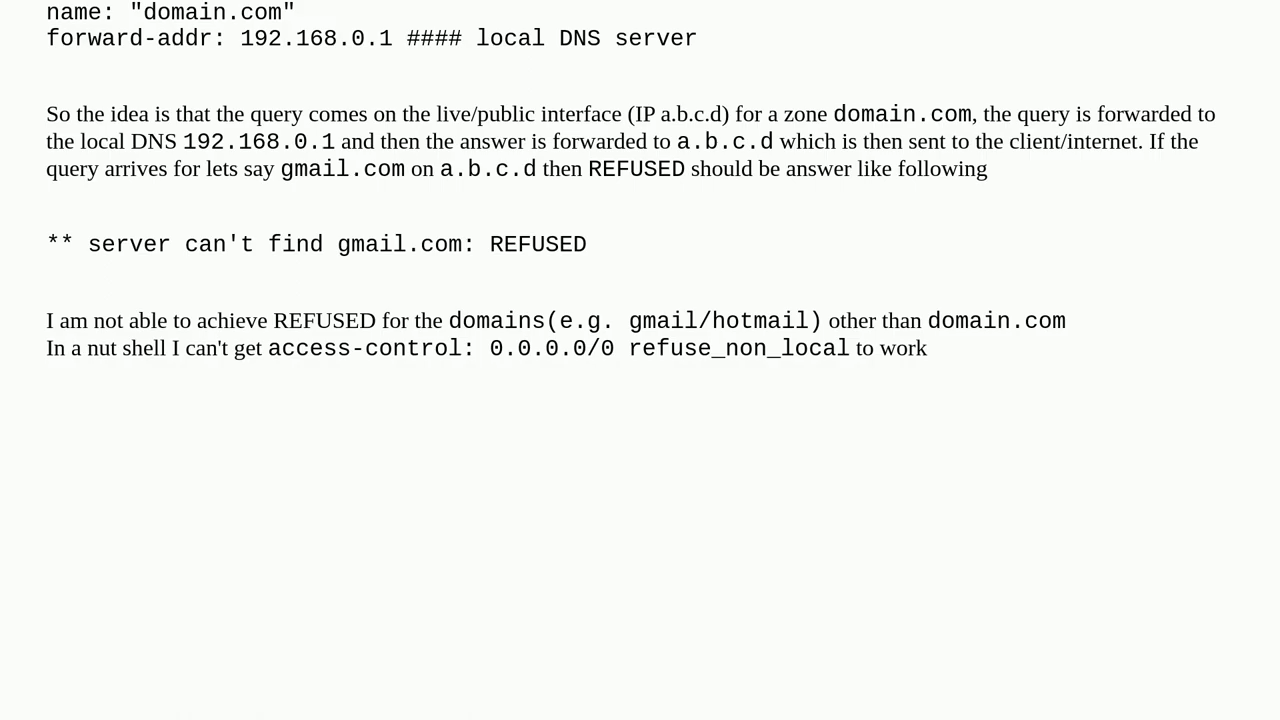 name: "domain.com"
forward-addr: 192.168.0.1 #### local DNS server
So the idea is that the query comes on the live/public interface (IP a.b.c.d) for a zone domain.com, the query is forwarded to
the local DNS 192.168.0.1 and then the answer is forwarded to a.b.c.d which is then sent to the client/internet. If the
query arrives for lets say gmail.com on a.b.c.d then REFUSED should be answer like following
** server can't find gmail.com: REFUSED
I am not able to achieve REFUSED for the domains(e.g. gmail/hotmail) other than domain.com
In a nut shell I can't get access-control: 0.0.0.0/0 refuse_non_local to work